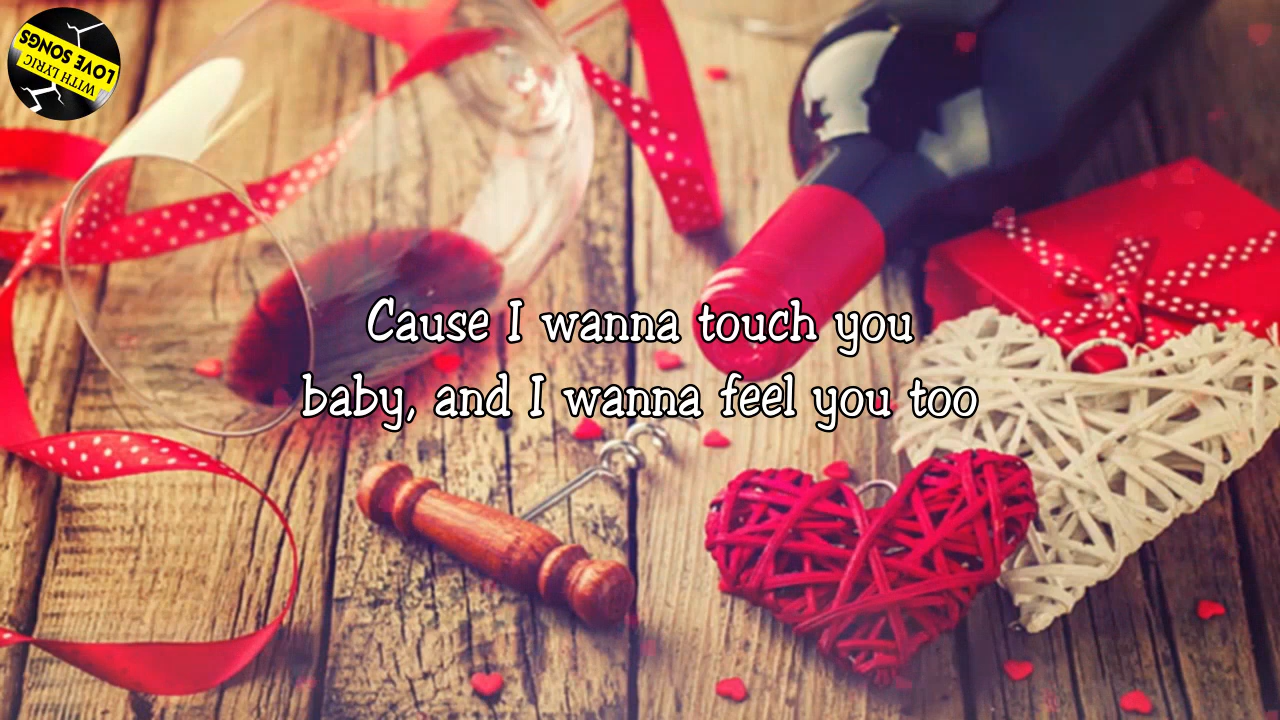 LOVE SONGS
WITH LYRIC
Cause I wanna touch you
baby, and I wanna feel you too